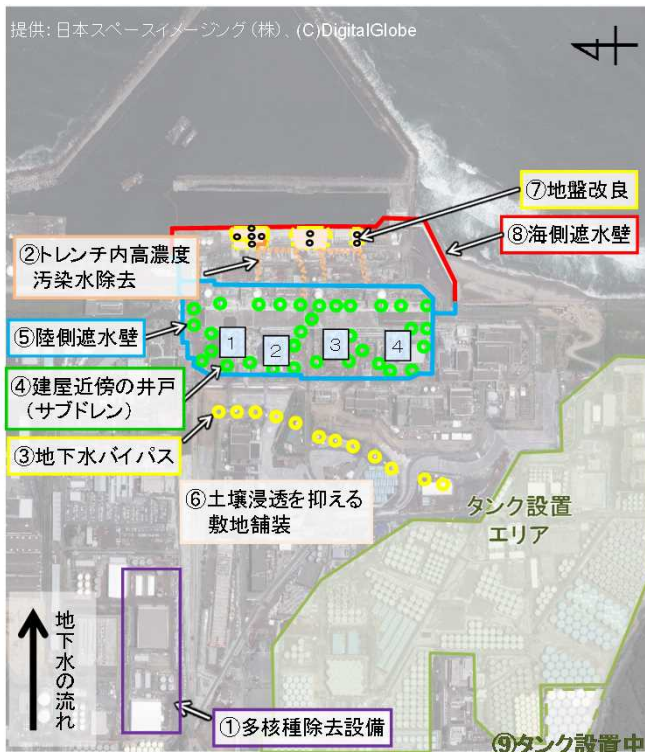 提供: 日本スペースイメージング(株)、(C)DigitalGlobe
⑦地盤改良
⑧海側遮水壁
②トレンチ内高濃度
汚染水除去
⑤陸側遮水壁
1
2
3
4
④建屋近傍の井戸
(サブドレン)
③地下水バイパス
⑥土壌浸透を抑える
敷地舗装
タンク設置
エリア
地下水の流れ
①多核種除去設備
⑨タンク設置中